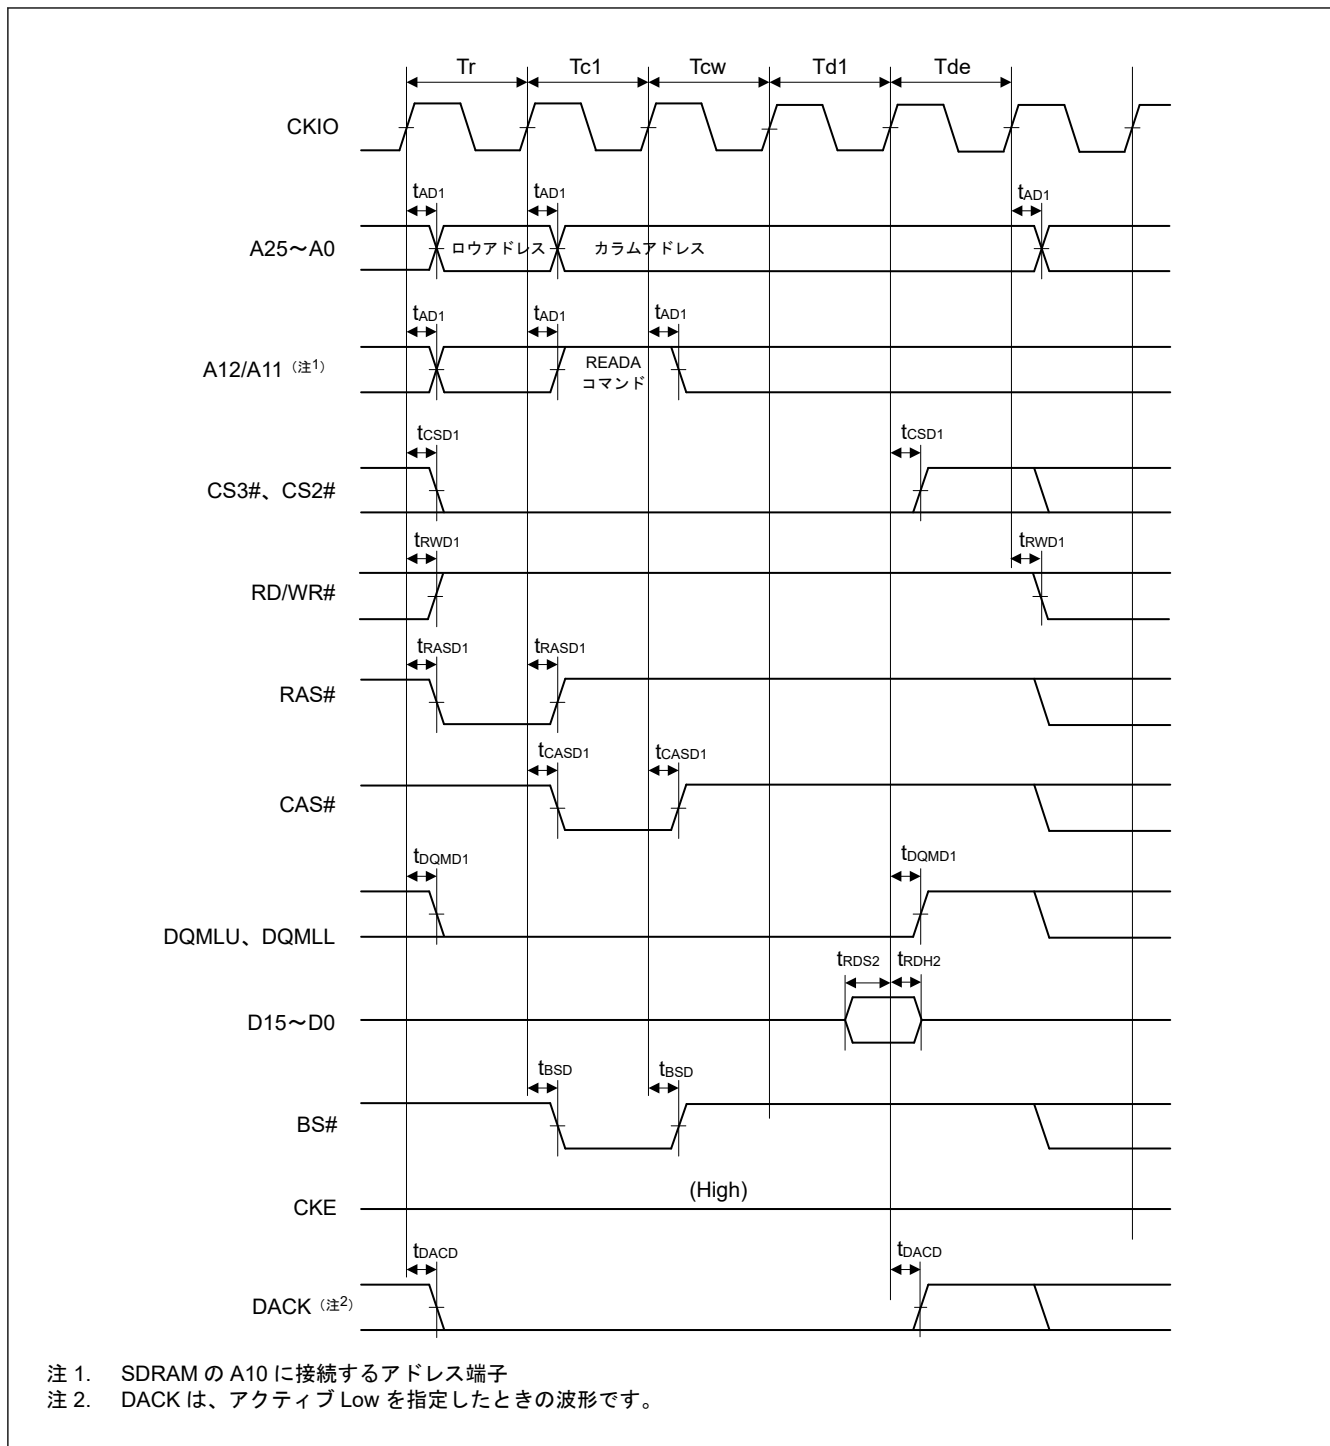 Tr Tc1 Tcw Td1 Tde
CKIO
tAD1 tAD1 tAD1
A25～A0 ロウアドレス カラムアドレス
tAD1 tAD1 tAD1
A12/A11（注1） READA
コマンド
tCSD1 tCSD1
CS3#、CS2#
tRWD1 tRWD1
RD/WR#
tRASD1 tRASD1
RAS#
tCASD1 tCASD1
CAS#
tDQMD1 tDQMD1
DQMLU、DQMLL
tRDS2 tRDH2
D15～D0
tBSD tBSD
BS#
(High)
CKE
tDACD tDACD
DACK（注2）
注 1. SDRAM の A10 に接続するアドレス端子
注 2. DACK は、アクティブ Low を指定したときの波形です。